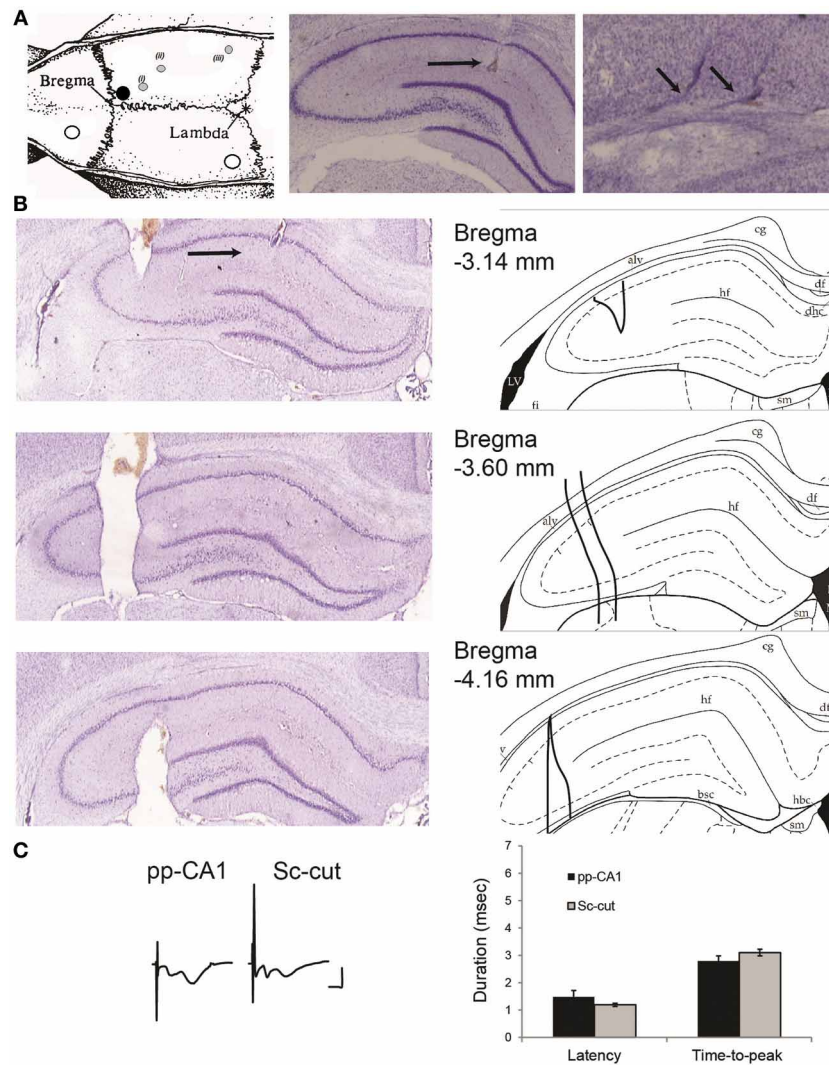 A
(ii)
(iii)
(i)
Bregma
Lambda
B
Bregma
-3.14 mm
cg
alv
df
hf
dhc
LV
fi
sm
Bregma
-3.60 mm
cg
df
alv
hf
sm
Bregma
-4.16 mm
cg
df
hf
v
bsc
hbc
sm
C
pp-CA1
Sc-cut
Duration (msec)
7
6
5
4
3
2
1
0
pp-CA1
Sc-cut
Latency
Time-to-peak